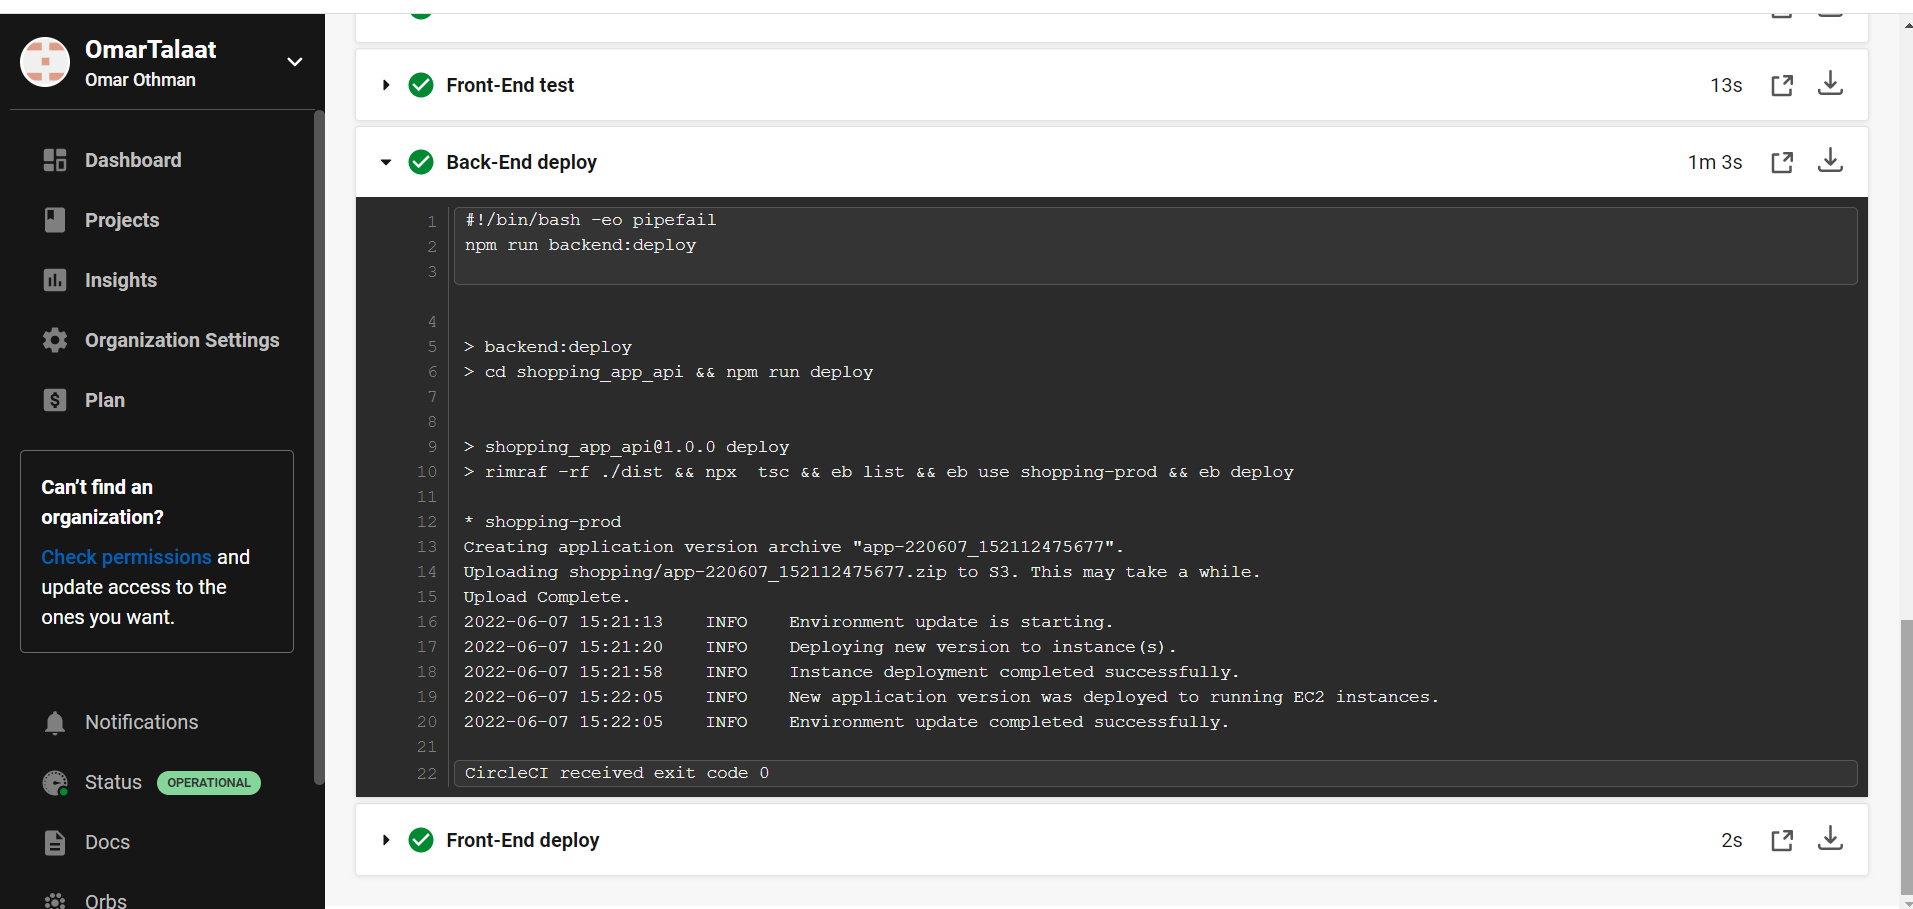 OmarTalaat
Omar Othman
Dashboard
Projects
Insights
Organization Settings
Plan
Can't find an
organization?
Check permissions and
update access to the
ones you want.
Notifications
Status OPERATIONAL
Docs
Orbs
Front-End test 13s
Back-End deploy 1m 3s
1 #!/bin/bash -eo pipefail
2 npm run backend:deploy
3
4
5 > backend:deploy
6 > cd shopping_app_api && npm run deploy
7
8
9 > shopping_app_api@1.0.0 deploy
10 > rimraf -rf ./dist && npx  tsc && eb list && eb use shopping-prod && eb deploy
11
12 * shopping-prod
13 Creating application version archive "app-220607_152112475677".
14 Uploading shopping/app-220607_152112475677.zip to S3. This may take a while.
15 Upload Complete.
16 2022-06-07 15:21:13    INFO    Environment update is starting.
17 2022-06-07 15:21:20    INFO    Deploying new version to instance(s).
18 2022-06-07 15:21:58    INFO    Instance deployment completed successfully.
19 2022-06-07 15:22:05    INFO    New application version was deployed to running EC2 instances.
20 2022-06-07 15:22:05    INFO    Environment update completed successfully.
21
22 CircleCI received exit code 0
Front-End deploy 2s